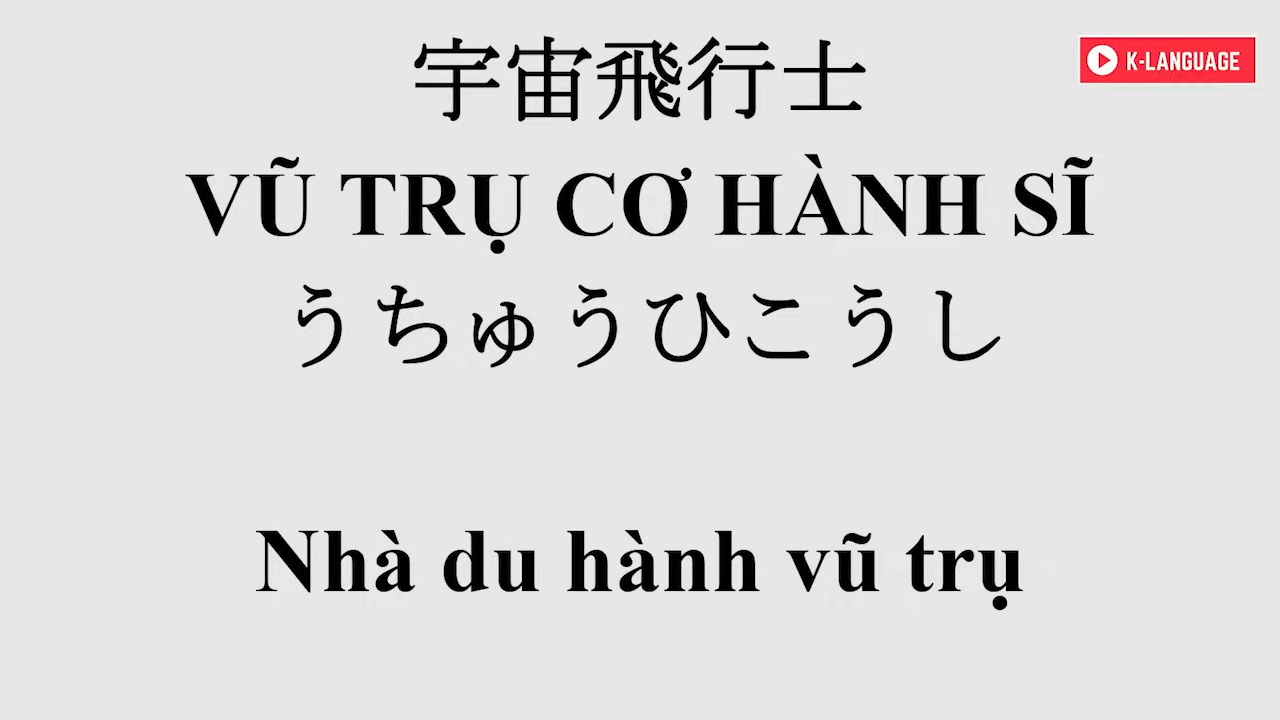 宇宙飛行士
K-LANGUAGE
VŨ TRỤ CƠ HÀNH SĨ
うちゅうひこうし
Nhà du hành vũ trụ